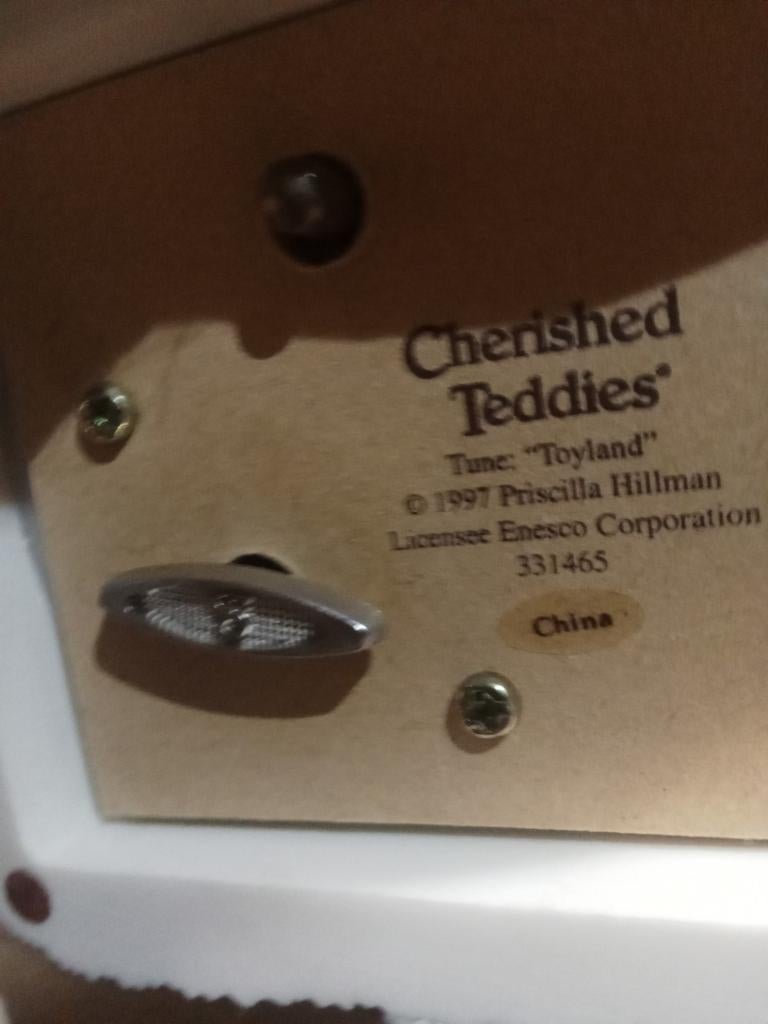 Cherished
Teddies®
Tune: "Toyland"
© 1997 Priscilla Hillman
Licensee Enesco Corporation
331465
China